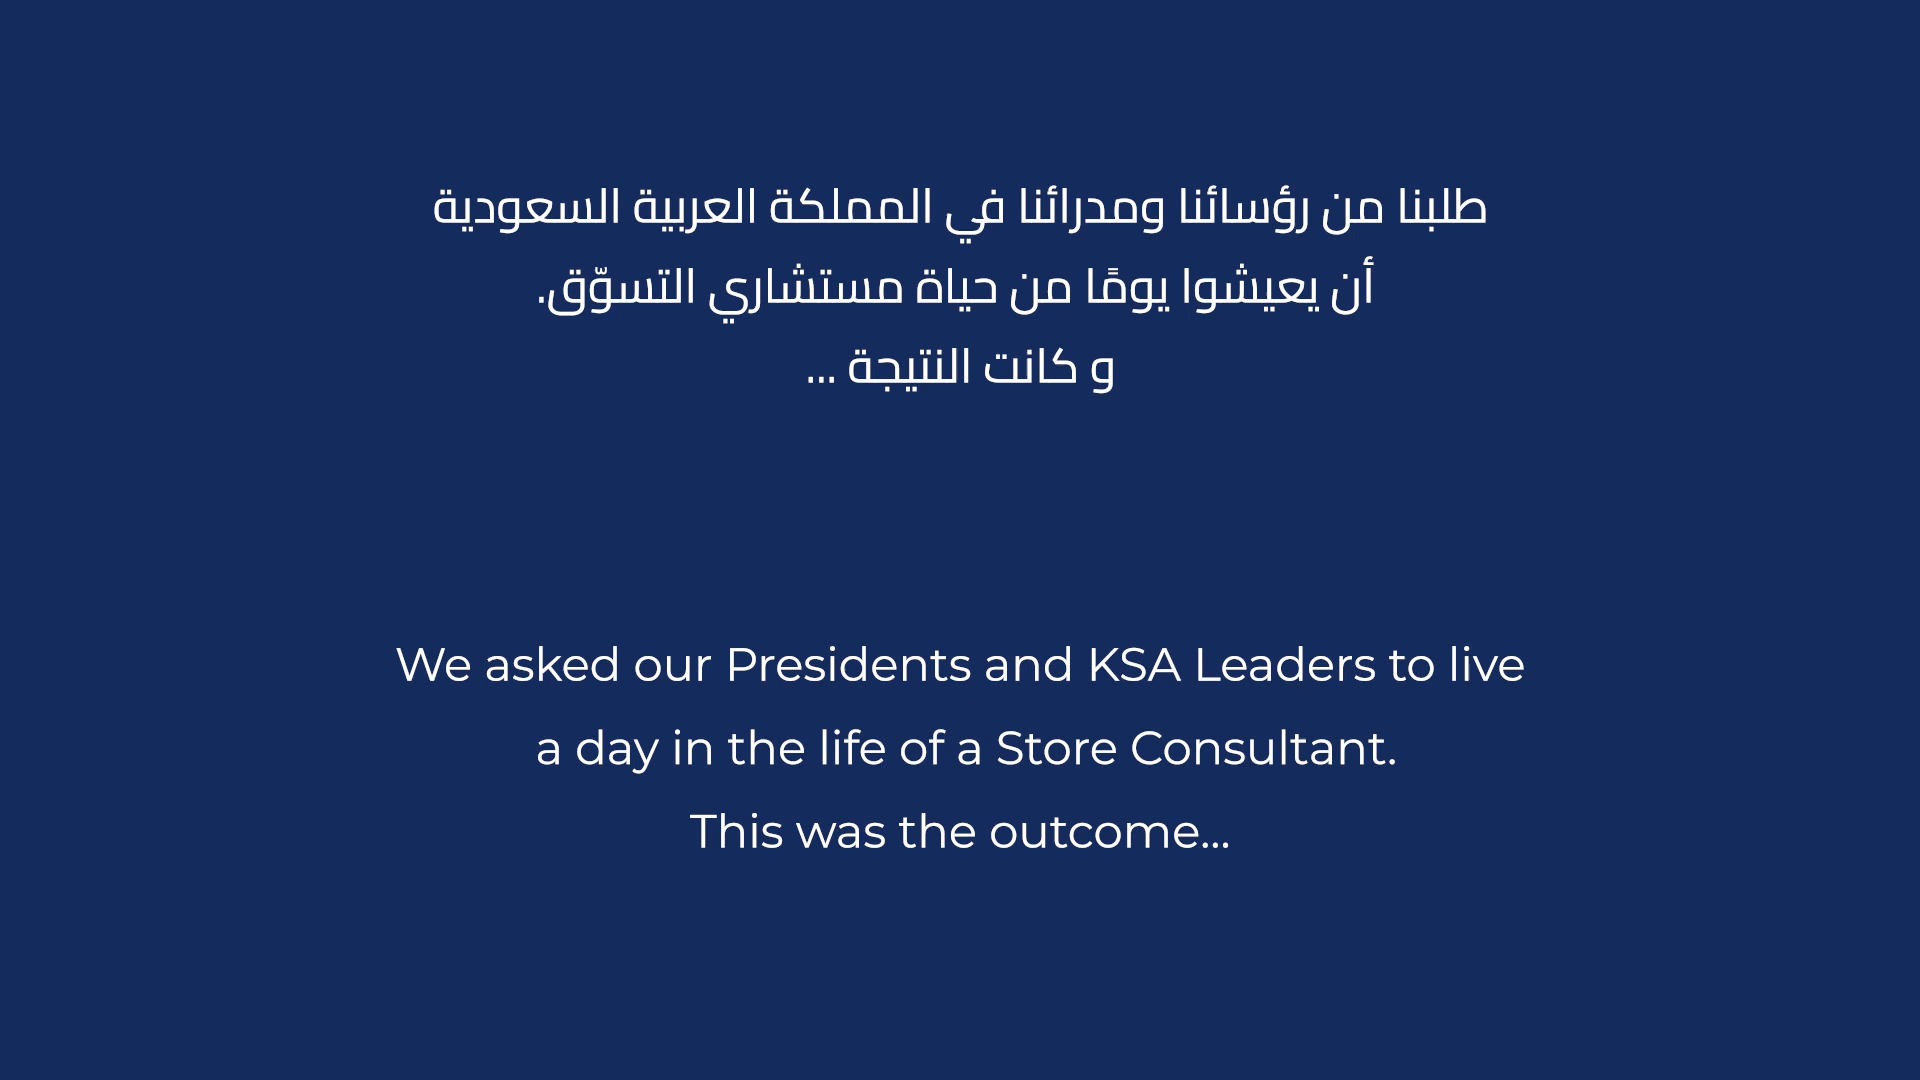 طلبنا من رؤسائنا ومدرائنا في المملكة العربية السعودية
أن يعيشوا يومًا من حياة مستشاري التسوّق.
و كانت النتيجة ...
We asked our Presidents and KSA Leaders to live
a day in the life of a Store Consultant.
This was the outcome...